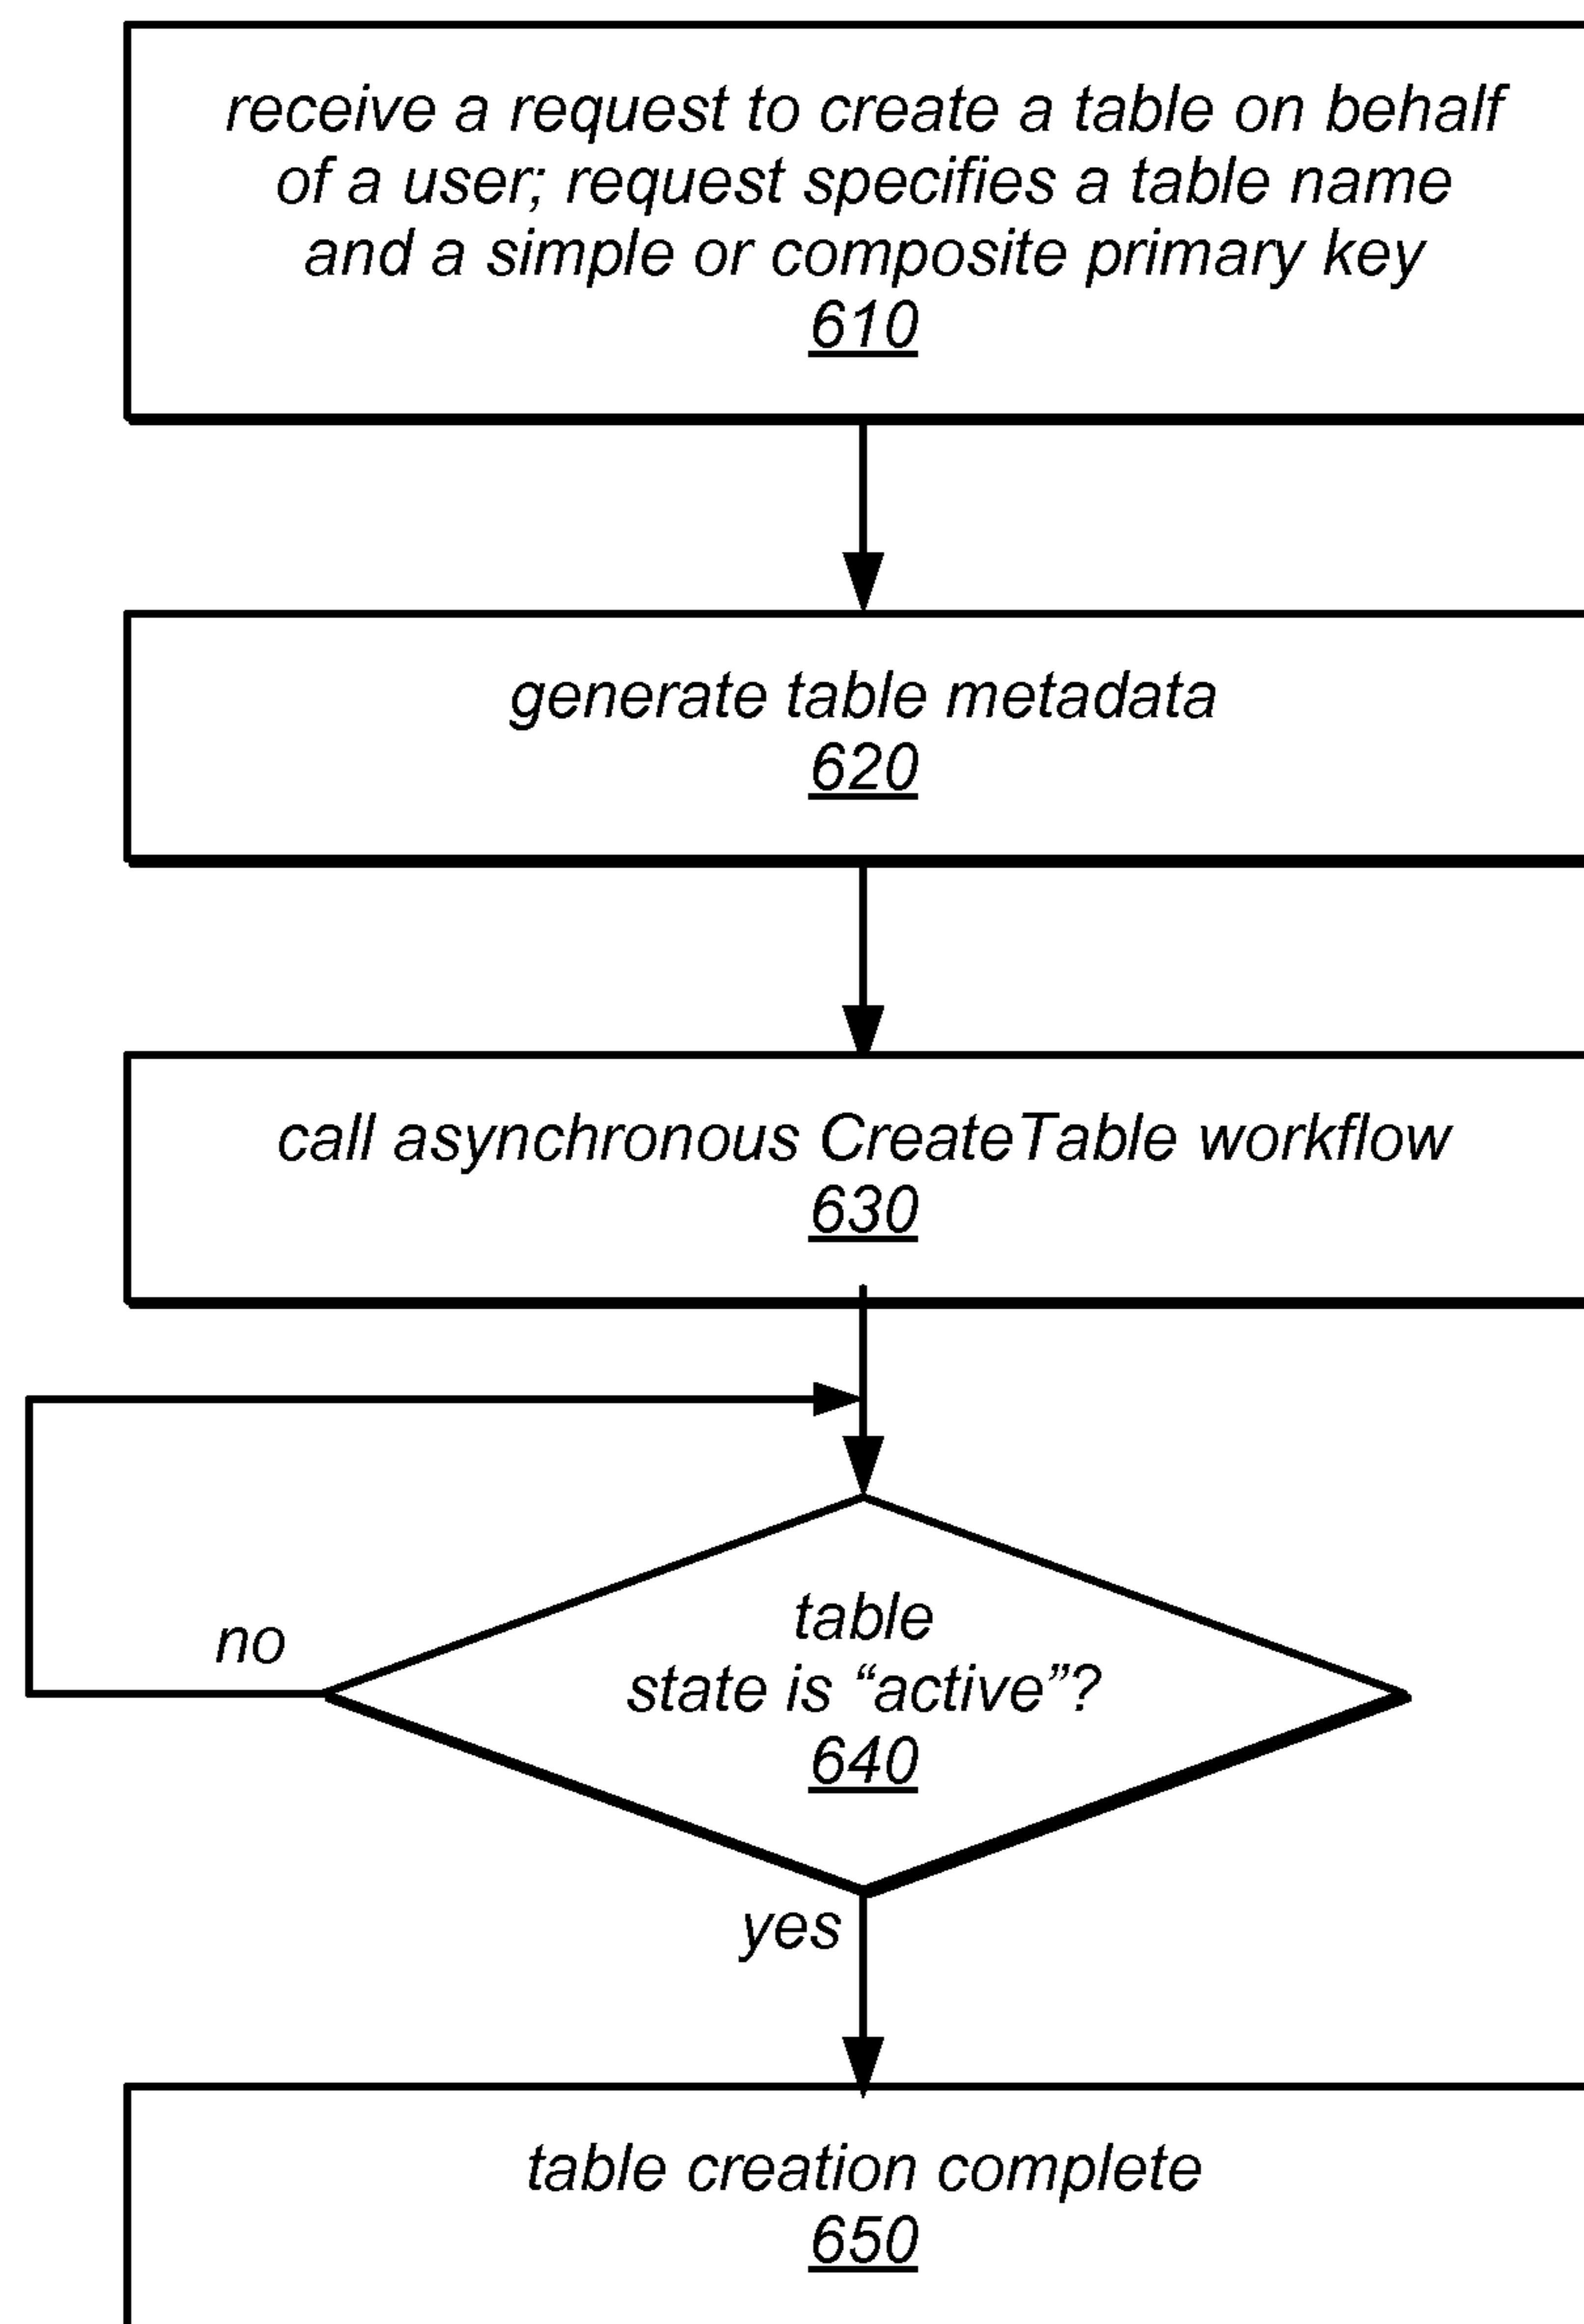 receive a request to create a table on behalf
of a user; request specifies a table name
and a simple or composite primary key
610
generate table metadata
620
call asynchronous CreateTable workflow
630
table
state is “active”?
640
no
yes
table creation complete
650